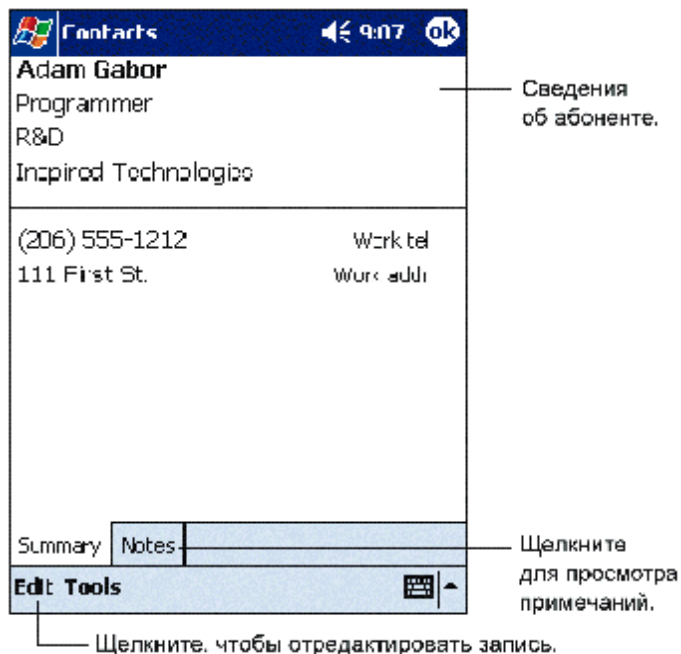 Contacts 9:07 ok
Adam Gabor
Programmer
R&D
Inspired Technologies
(206) 555-1212 Work tel
111 First St. Work addr
Summary Notes
Edit Tools
Сведения
об абоненте.
Щелкните
для просмотра
примечаний.
Щелкните, чтобы отредактировать запись.